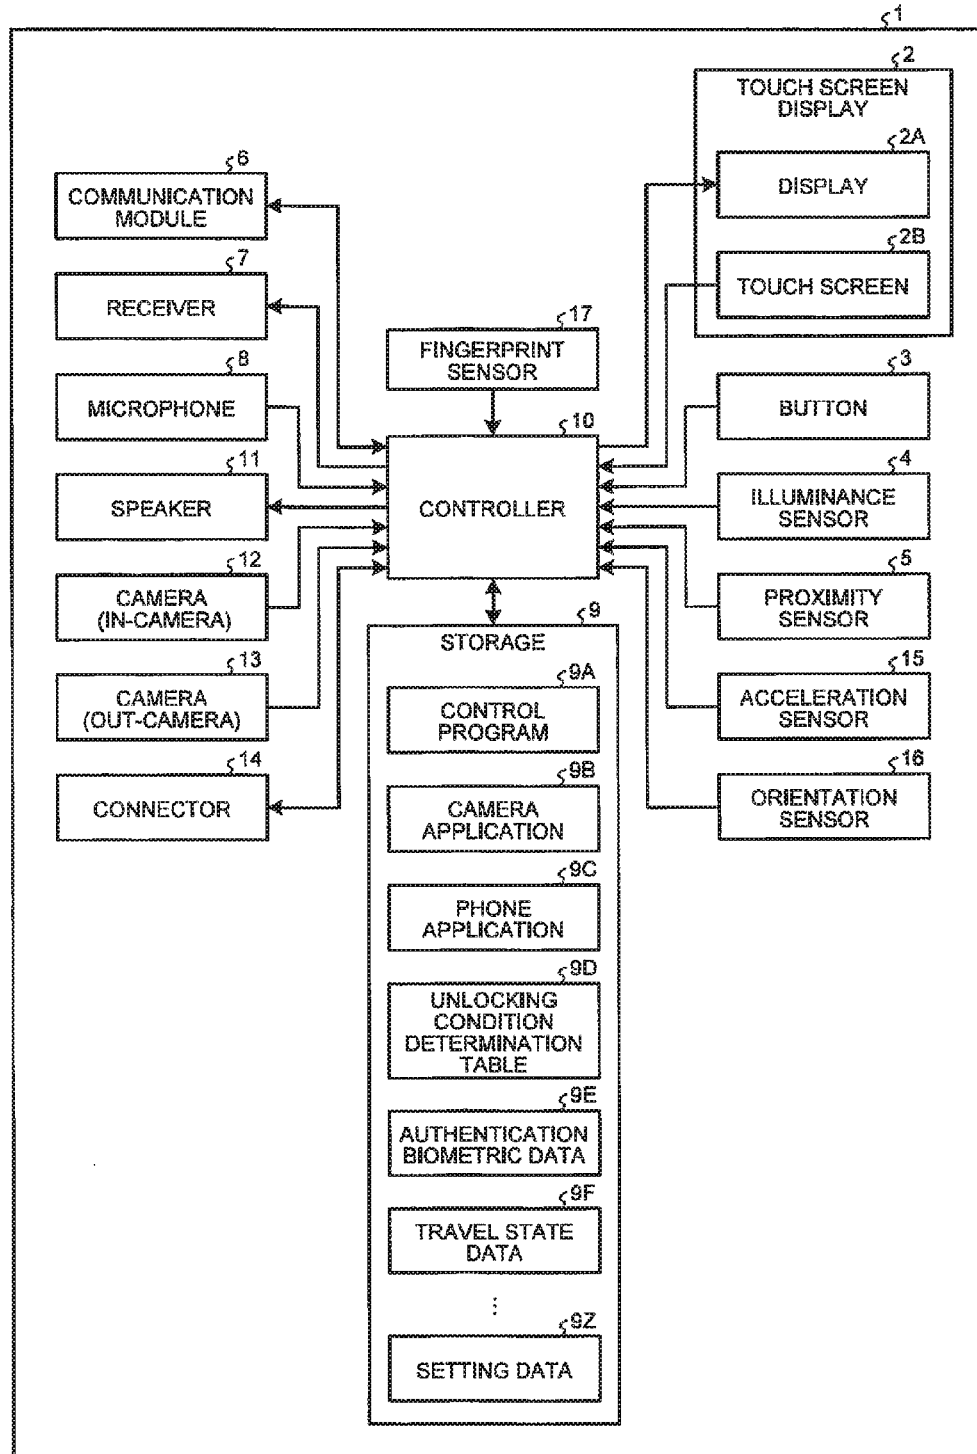 1
2
TOUCH SCREEN
DISPLAY
2A
DISPLAY
2B
TOUCH SCREEN
6
COMMUNICATION
MODULE
7
RECEIVER
8
MICROPHONE
11
SPEAKER
12
CAMERA
(IN-CAMERA)
13
CAMERA
(OUT-CAMERA)
14
CONNECTOR
17
FINGERPRINT
SENSOR
10
CONTROLLER
3
BUTTON
4
ILLUMINANCE
SENSOR
5
PROXIMITY
SENSOR
15
ACCELERATION
SENSOR
16
ORIENTATION
SENSOR
9
STORAGE
9A
CONTROL
PROGRAM
9B
CAMERA
APPLICATION
9C
PHONE
APPLICATION
9D
UNLOCKING
CONDITION
DETERMINATION
TABLE
9E
AUTHENTICATION
BIOMETRIC DATA
9F
TRAVEL STATE
DATA
⋮
9Z
SETTING DATA